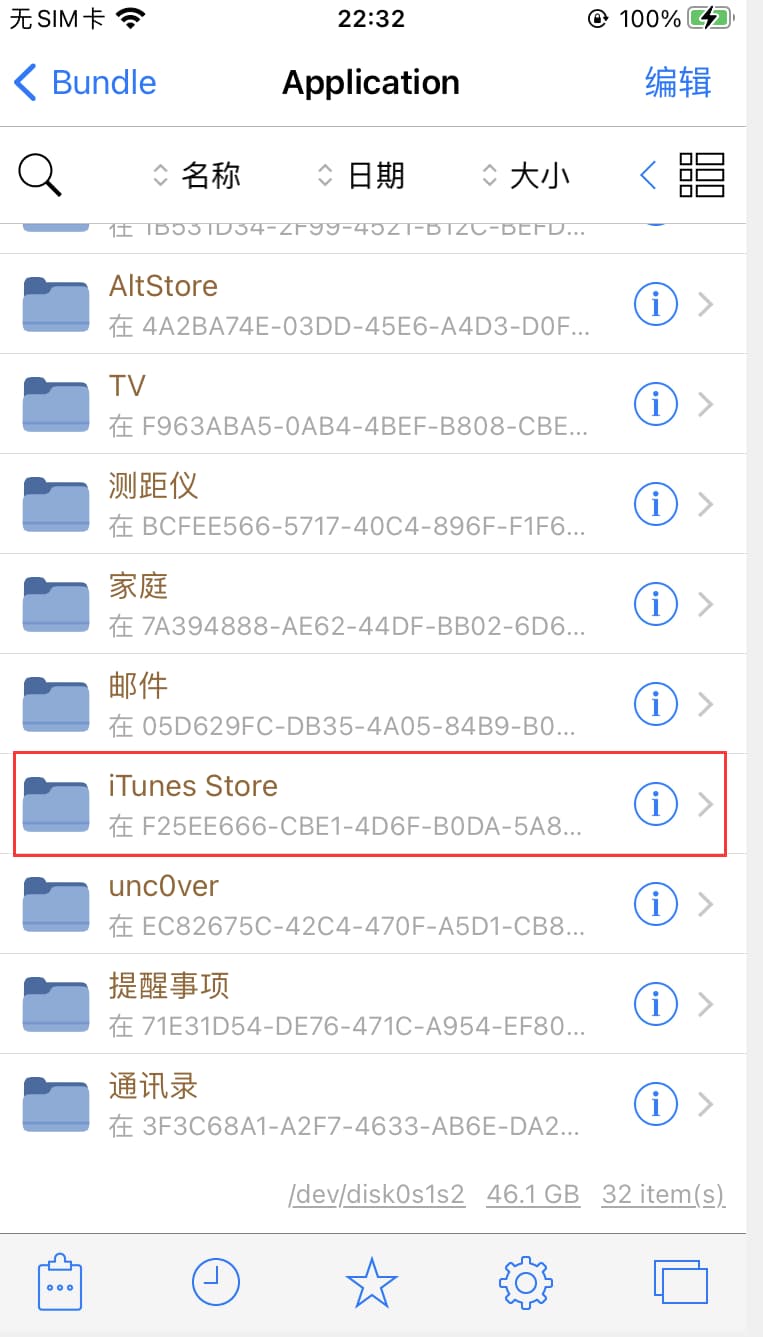 无SIM卡
22:32
100%
Bundle
Application
编辑
名称
日期
大小
在 1B531D34-2F99-4521-B12C-BEFD...
AltStore
在 4A2BA74E-03DD-45E6-A4D3-D0F...
TV
在 F963ABA5-0AB4-4BEF-B808-CBE...
测距仪
在 BCFEE566-5717-40C4-896F-F1F6...
家庭
在 7A394888-AE62-44DF-BB02-6D6...
邮件
在 05D629FC-DB35-4A05-84B9-B0...
iTunes Store
在 F25EE666-CBE1-4D6F-B0DA-5A8...
unc0ver
在 EC82675C-42C4-470F-A5D1-CB8...
提醒事项
在 71E31D54-DE76-471C-A954-EF80...
通讯录
在 3F3C68A1-A2F7-4633-AB6E-DA2...
/dev/disk0s1s2 46.1 GB 32 item(s)